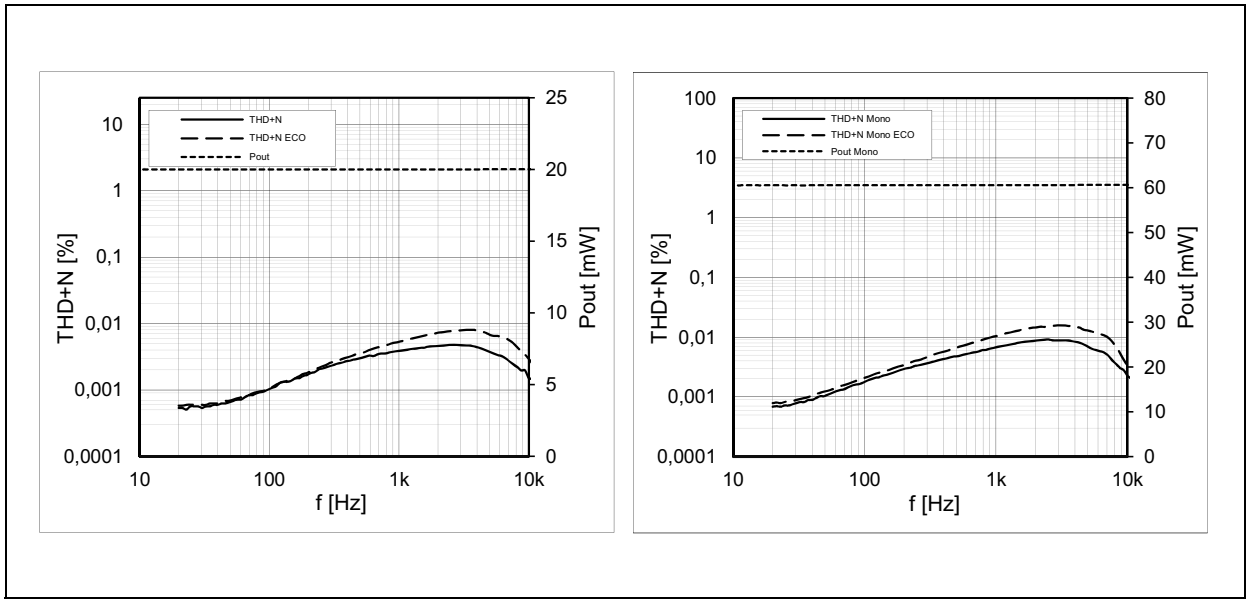 THD+N
THD+N ECO
Pout
10
1
0,1
0,01
0,001
0,0001
THD+N [%]
25
20
15
10
5
0
Pout [mW]
10
100
1k
10k
f [Hz]
THD+N Mono
THD+N Mono ECO
Pout Mono
100
10
1
0,1
0,01
0,001
0,0001
THD+N [%]
80
70
60
50
40
30
20
10
0
Pout [mW]
10
100
1k
10k
f [Hz]